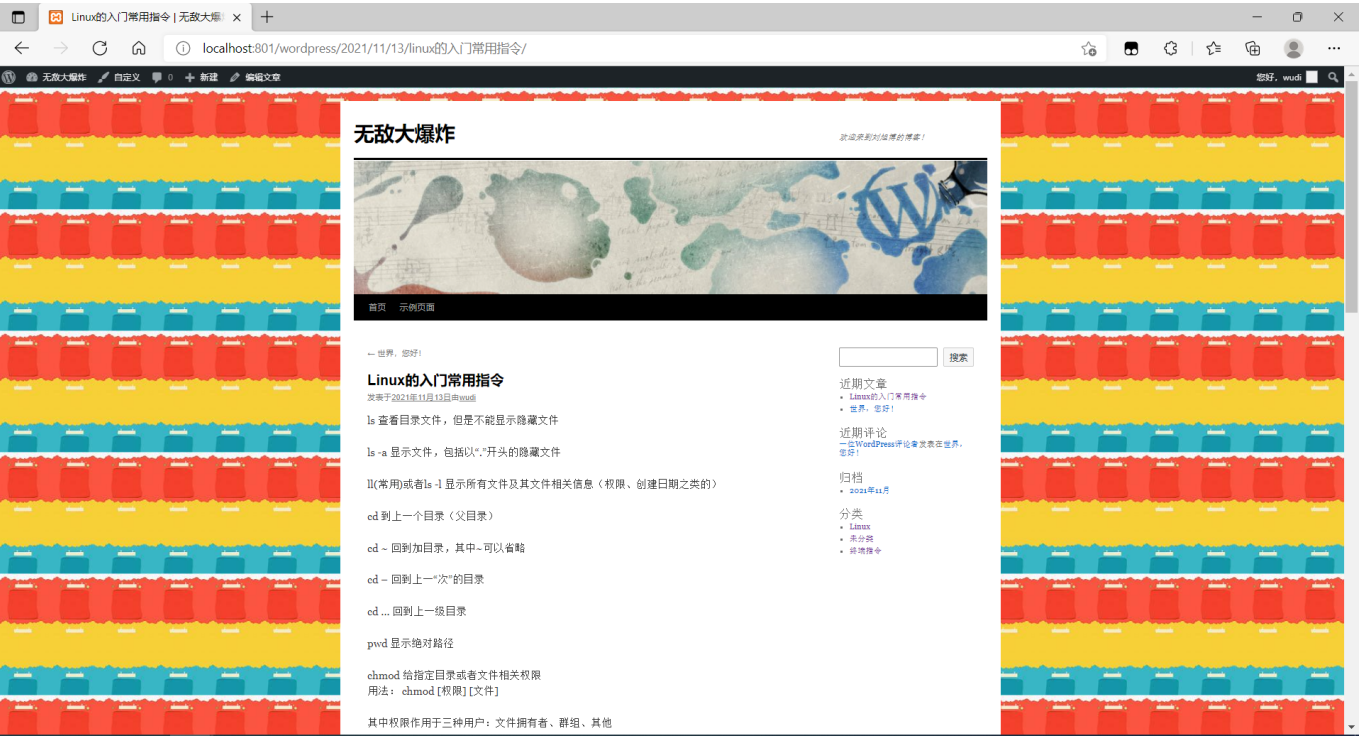 Linux的入门常用指令 | 无敌大爆
localhost:801/wordpress/2021/11/13/linux的入门常用指令/
无敌大爆炸 自定义 0 新建 编辑文章 您好，wudi
无敌大爆炸
首页 示例页面
← 世界，您好！
搜索
Linux的入门常用指令
发表于2021年11月13日由wudi
ls 查看目录文件，但是不能显示隐藏文件
ls -a 显示文件，包括以“.”开头的隐藏文件
ll(常用)或者ls -l 显示所有文件及其文件相关信息（权限、创建日期之类的）
cd 到上一个目录（父目录）
cd ~ 回到加目录，其中~可以省略
cd – 回到上一“次”的目录
cd … 回到上一级目录
pwd 显示绝对路径
chmod 给指定目录或者文件相关权限
用法： chmod [权限] [文件]
其中权限作用于三种用户：文件拥有者、群组、其他
近期文章
Linux的入门常用指令
世界，您好！
近期评论
一位WordPress评论者发表在世界，
您好！
归档
2021年11月
分类
Linux
未分类
终端指令